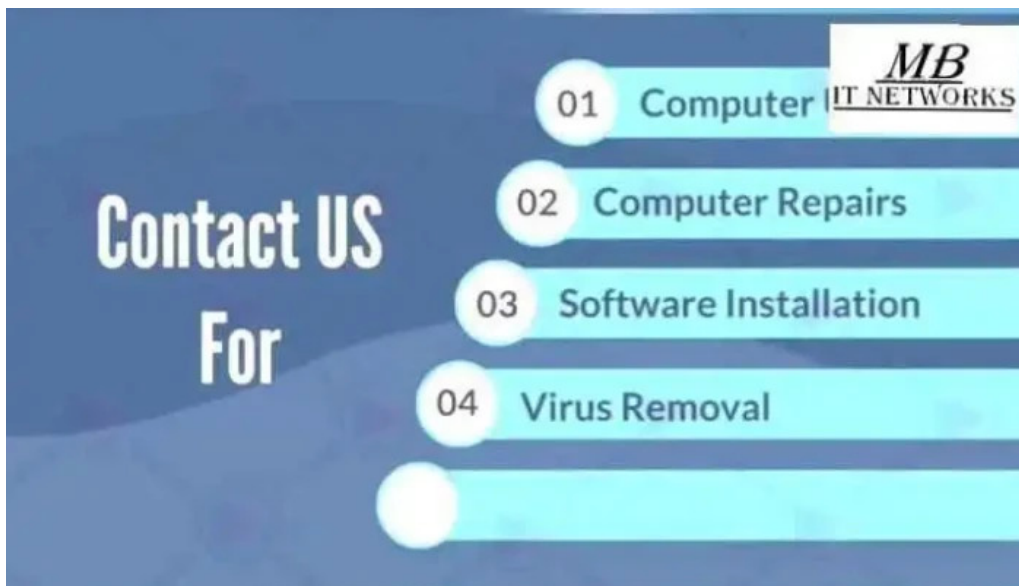 Contact US
For
01 Computer
MB
IT NETWORKS
02 Computer Repairs
03 Software Installation
04 Virus Removal